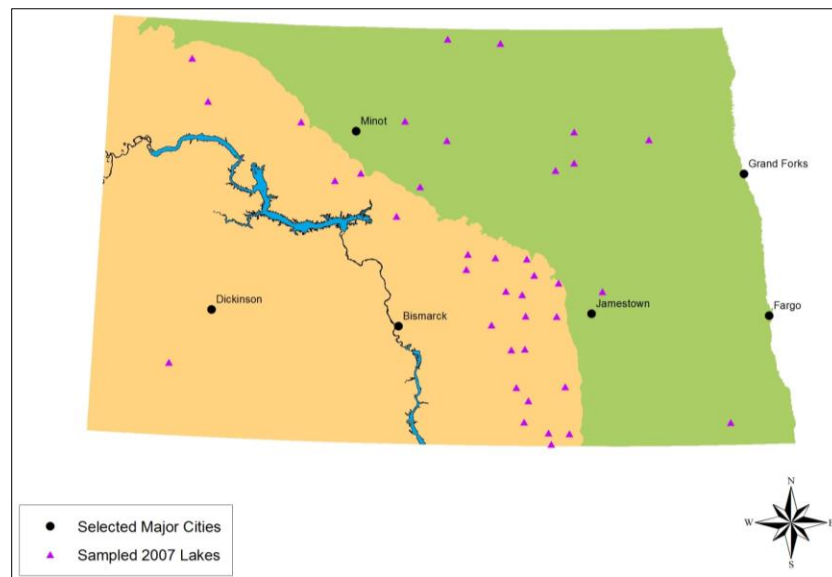 Minot
Grand Forks
Dickinson
Bismarck
Jamestown
Fargo
N
W
E
S
Selected Major Cities
Sampled 2007 Lakes